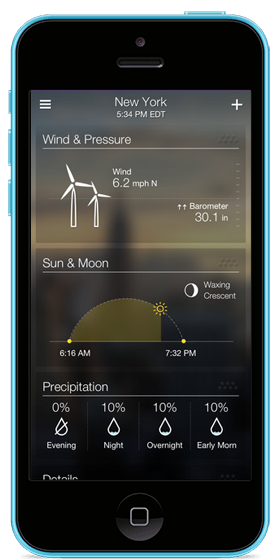 New York
5:34 PM EDT
Wind & Pressure
Wind
6.2 mph N
Barometer
30.1 in
Sun & Moon
Waxing
Crescent
6:16 AM 7:32 PM
Precipitation
0% 10% 10% 10%
Evening Night Overnight Early Morn
Details